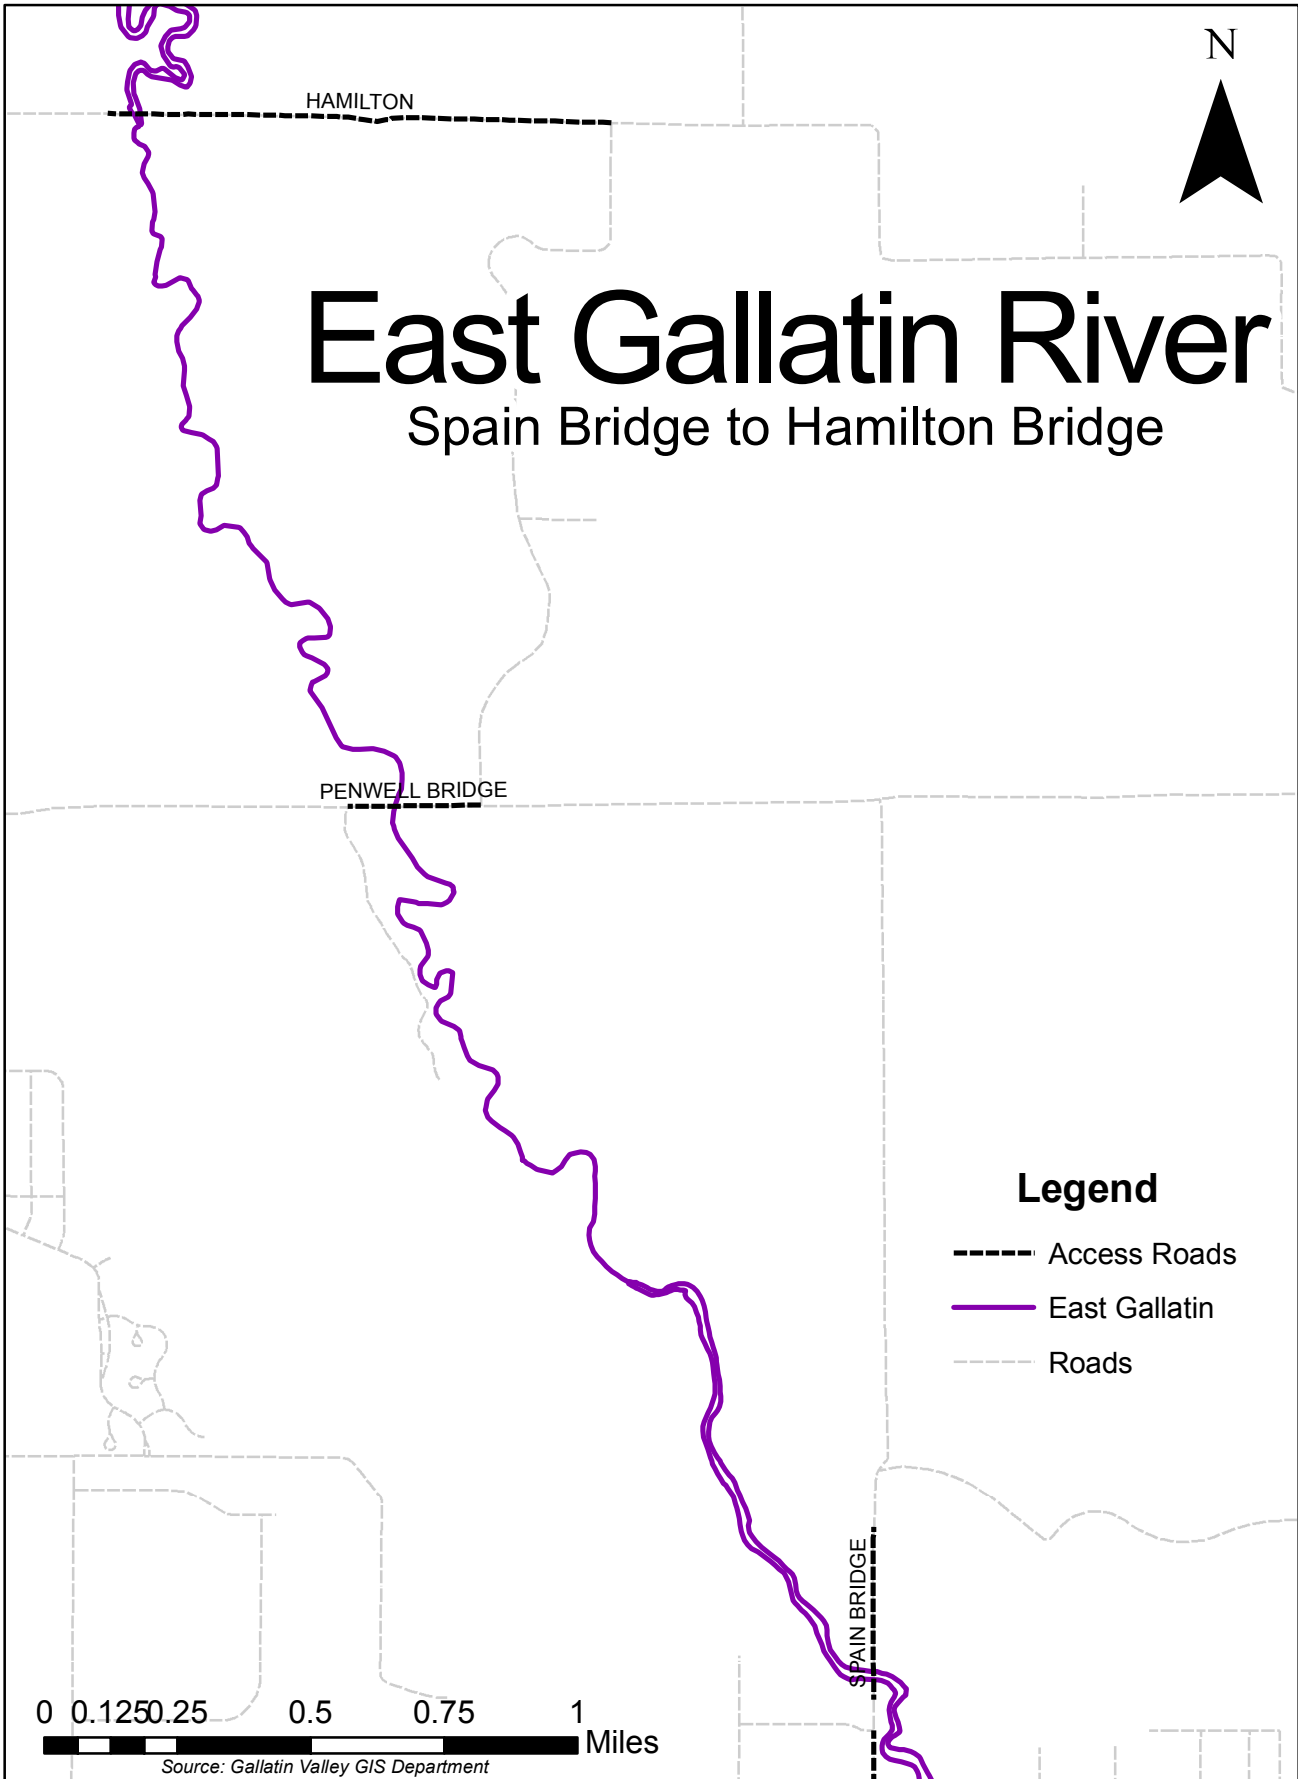 N
HAMILTON
East Gallatin River
Spain Bridge to Hamilton Bridge
PENWELL BRIDGE
Legend
Access Roads
East Gallatin
Roads
SPAIN BRIDGE
0 0.125 0.25 0.5 0.75 1
Miles
Source: Gallatin Valley GIS Department